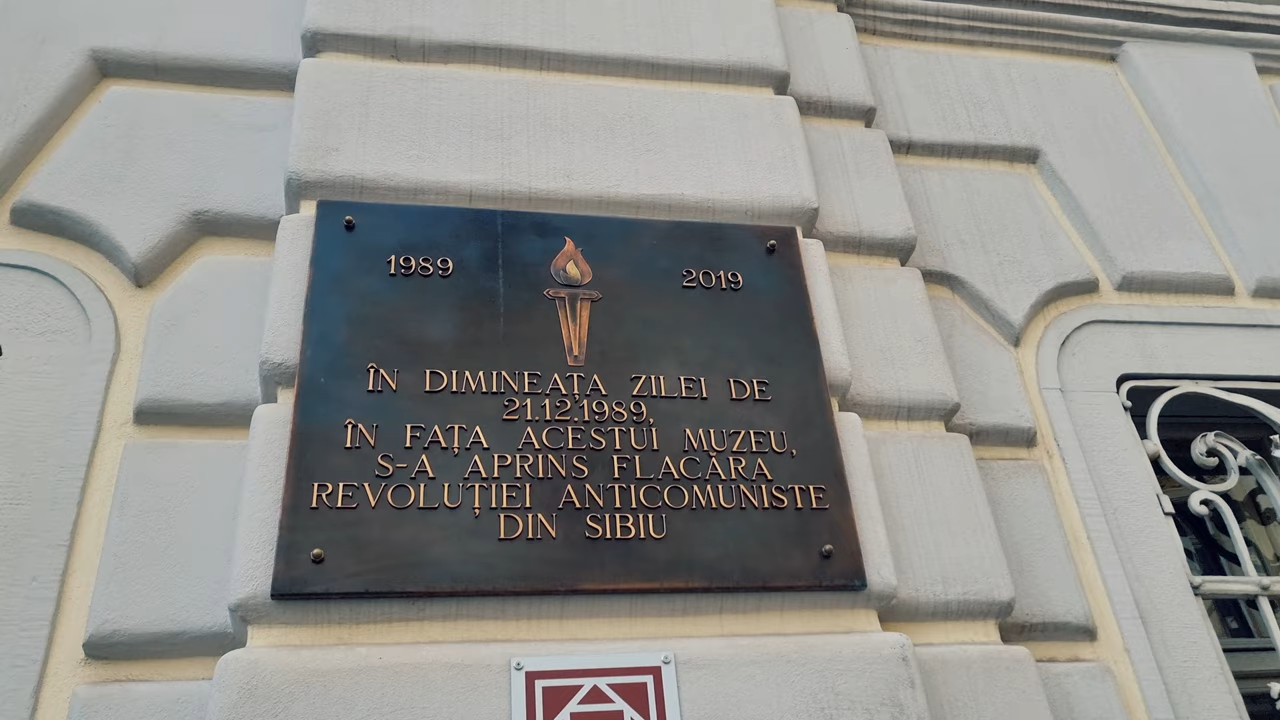 1989 2019
ÎN DIMINEAȚA ZILEI DE
21.12.1989,
ÎN FAȚA ACESTUI MUZEU,
S-A APRINS FLACĂRA
REVOLUȚIEI ANTICOMUNISTE
DIN SIBIU